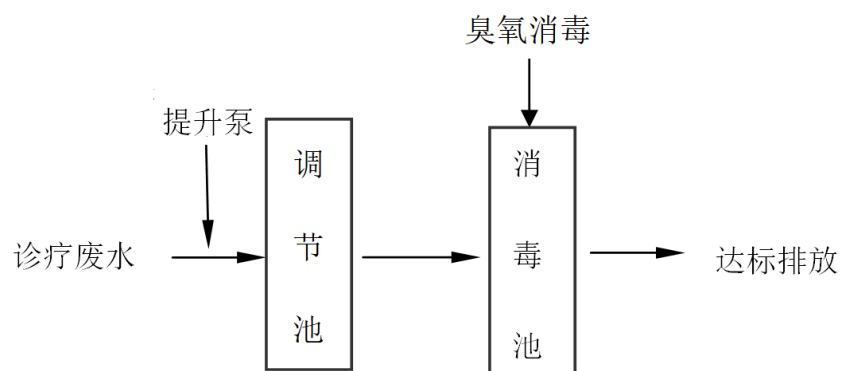 臭氧消毒
提升泵
调节池
消毒池
诊疗废水
达标排放